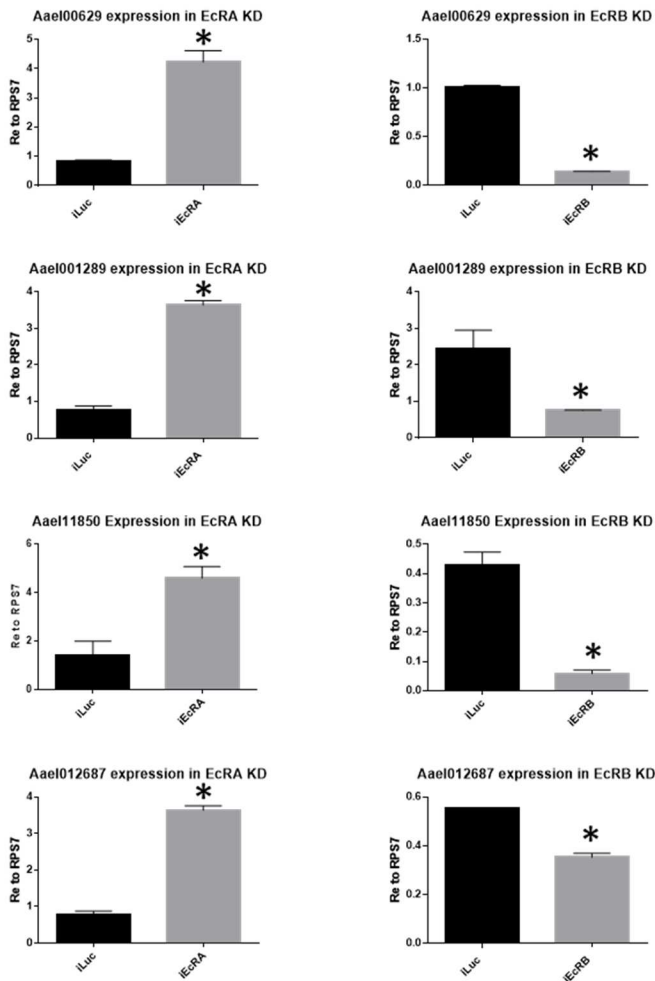 Aael00629 expression in EcRA KD
Re to RPS7
5
4
3
2
1
0
*
iLuc
iEcRA
Aael00629 expression in EcRB KD
Re to RPS7
1.0
0.5
0.0
*
iLuc
iEcRB
Aael001289 expression in EcRA KD
Re to RPS7
4
3
2
1
0
*
iLuc
iEcRA
Aael001289 expression in EcRB KD
Re to RPS7
4
3
2
1
0
*
iLuc
iEcRB
Aael11850 Expression in EcRA KD
Re to RPS7
6
4
2
0
*
iLuc
iEcRA
Aael11850 Expression in EcRB KD
Re to RPS7
0.5
0.4
0.3
0.2
0.1
0.0
*
iLuc
iEcRB
Aael012687 expression in EcRA KD
Re to RPS7
4
3
2
1
0
*
iLuc
iEcRA
Aael012687 expression in EcRB KD
Re to RPS7
0.6
0.4
0.2
0.0
*
iLuc
iEcRB